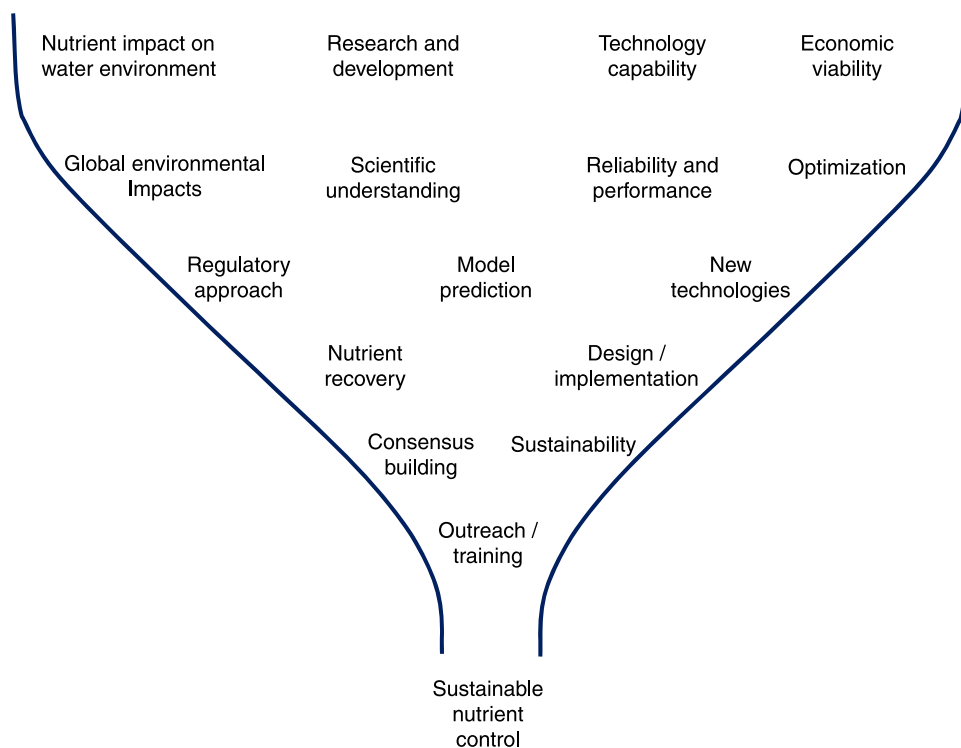 Nutrient impact on
water environment
Research and
development
Technology
capability
Economic
viability
Global environmental
Impacts
Scientific
understanding
Reliability and
performance
Optimization
Regulatory
approach
Model
prediction
New
technologies
Nutrient
recovery
Design /
implementation
Consensus
building
Sustainability
Outreach /
training
Sustainable
nutrient
control